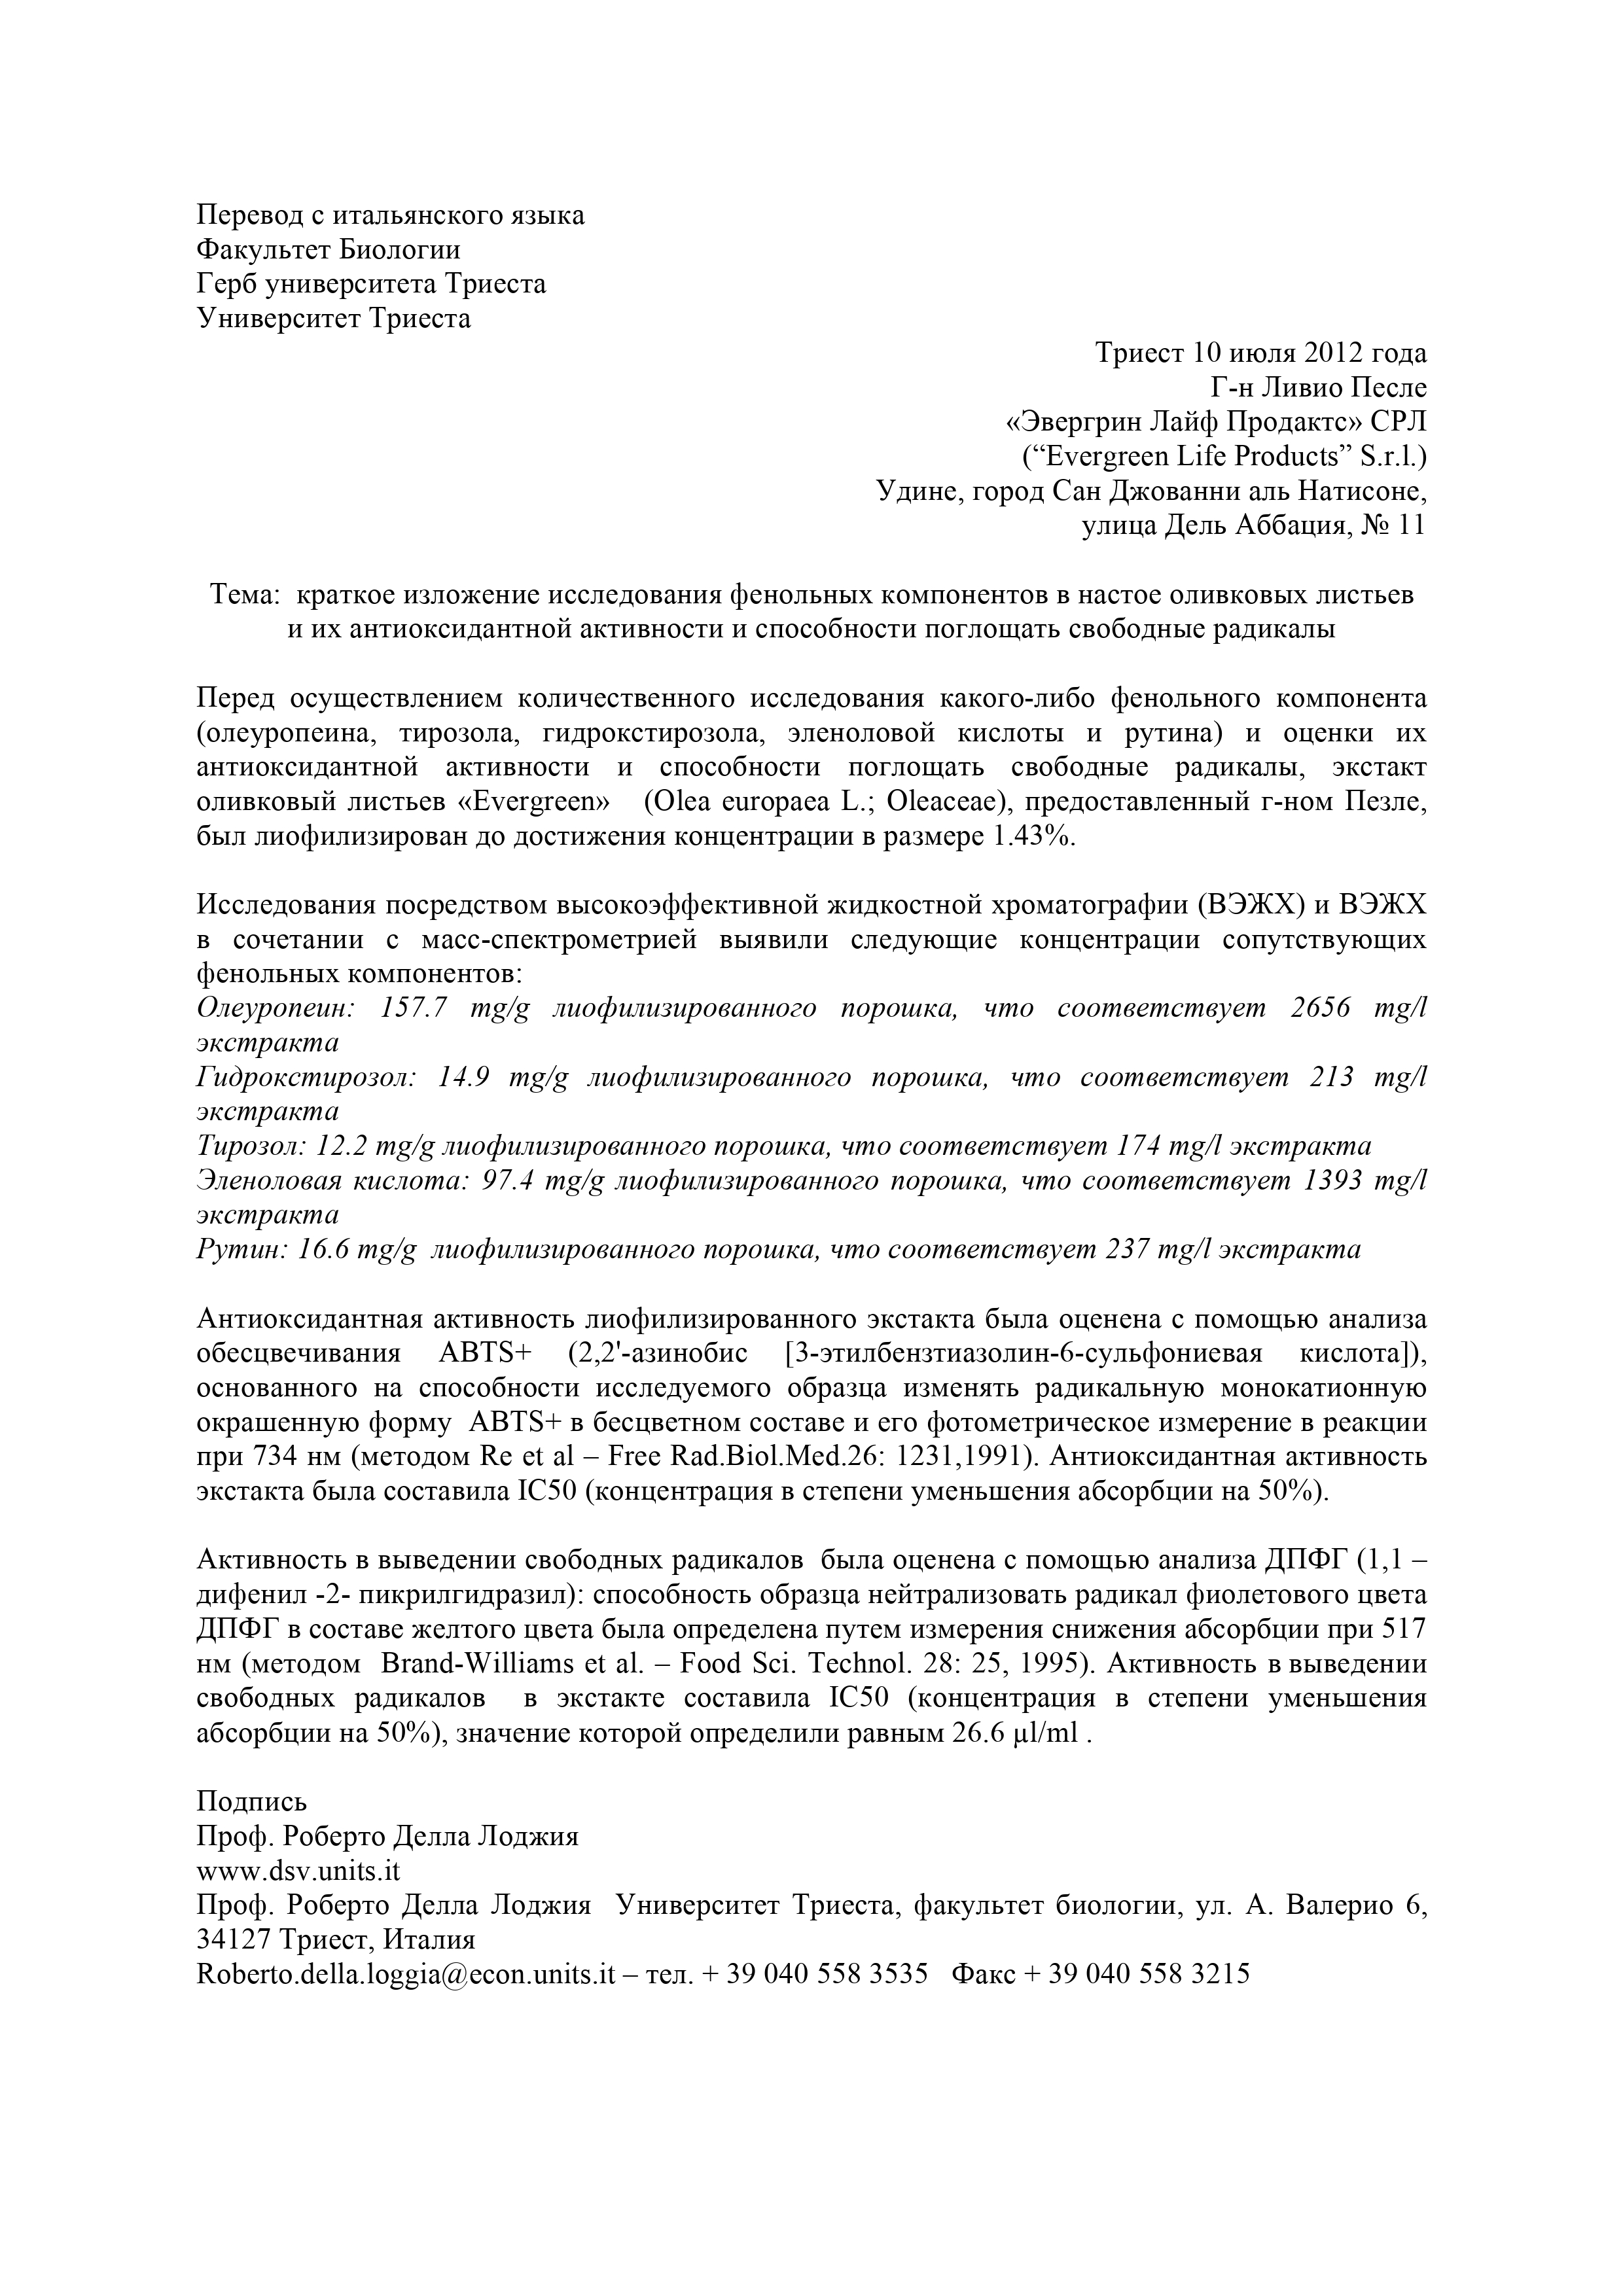 Перевод с итальянского языка
Факультет Биологии
Герб университета Триеста
Университет Триеста
Триест 10 июля 2012 года
Г-н Ливио Песле
«Эвергрин Лайф Продактс» СРЛ
(“Evergreen Life Products” S.r.l.)
Удине, город Сан Джованни аль Натисоне,
улица Дель Аббация, № 11
Тема: краткое изложение исследования фенольных компонентов в настое оливковых листьев
и их антиоксидантной активности и способности поглощать свободные радикалы
Перед осуществлением количественного исследования какого-либо фенольного компонента
(олеуропеина, тирозола, гидрокстирозола, эленоловой кислоты и рутина) и оценки их
антиоксидантной активности и способности поглощать свободные радикалы, экстакт
оливковый листьев «Evergreen» (Olea europaea L.; Oleaceae), предоставленный г-ном Пезле,
был лиофилизирован до достижения концентрации в размере 1.43%.
Исследования посредством высокоэффективной жидкостной хроматографии (ВЭЖХ) и ВЭЖХ
в сочетании с масс-спектрометрией выявили следующие концентрации сопутствующих
фенольных компонентов:
Олеуропеин: 157.7 mg/g лиофилизированного порошка, что соответствует 2656 mg/l
экстракта
Гидрокстирозол: 14.9 mg/g лиофилизированного порошка, что соответствует 213 mg/l
экстракта
Тирозол: 12.2 mg/g лиофилизированного порошка, что соответствует 174 mg/l экстракта
Эленоловая кислота: 97.4 mg/g лиофилизированного порошка, что соответствует 1393 mg/l
экстракта
Рутин: 16.6 mg/g лиофилизированного порошка, что соответствует 237 mg/l экстракта
Антиоксидантная активность лиофилизированного экстакта была оценена с помощью анализа
обесцвечивания ABTS+ (2,2'-азинобис [3-этилбензтиазолин-6-сульфониевая кислота]),
основанного на способности исследуемого образца изменять радикальную монокатионную
окрашенную форму ABTS+ в бесцветном составе и его фотометрическое измерение в реакции
при 734 нм (методом Re et al – Free Rad.Biol.Med.26: 1231,1991). Антиоксидантная активность
экстакта была составила IC50 (концентрация в степени уменьшения абсорбции на 50%).
Активность в выведении свободных радикалов была оценена с помощью анализа ДПФГ (1,1 –
дифенил -2- пикрилгидразил): способность образца нейтрализовать радикал фиолетового цвета
ДПФГ в составе желтого цвета была определена путем измерения снижения абсорбции при 517
нм (методом Brand-Williams et al. – Food Sci. Technol. 28: 25, 1995). Активность в выведении
свободных радикалов в экстакте составила IC50 (концентрация в степени уменьшения
абсорбции на 50%), значение которой определили равным 26.6 µl/ml .
Подпись
Проф. Роберто Делла Лоджия
www.dsv.units.it
Проф. Роберто Делла Лоджия Университет Триеста, факультет биологии, ул. А. Валерио 6,
34127 Триест, Италия
Roberto.della.loggia@econ.units.it – тел. + 39 040 558 3535 Факс + 39 040 558 3215